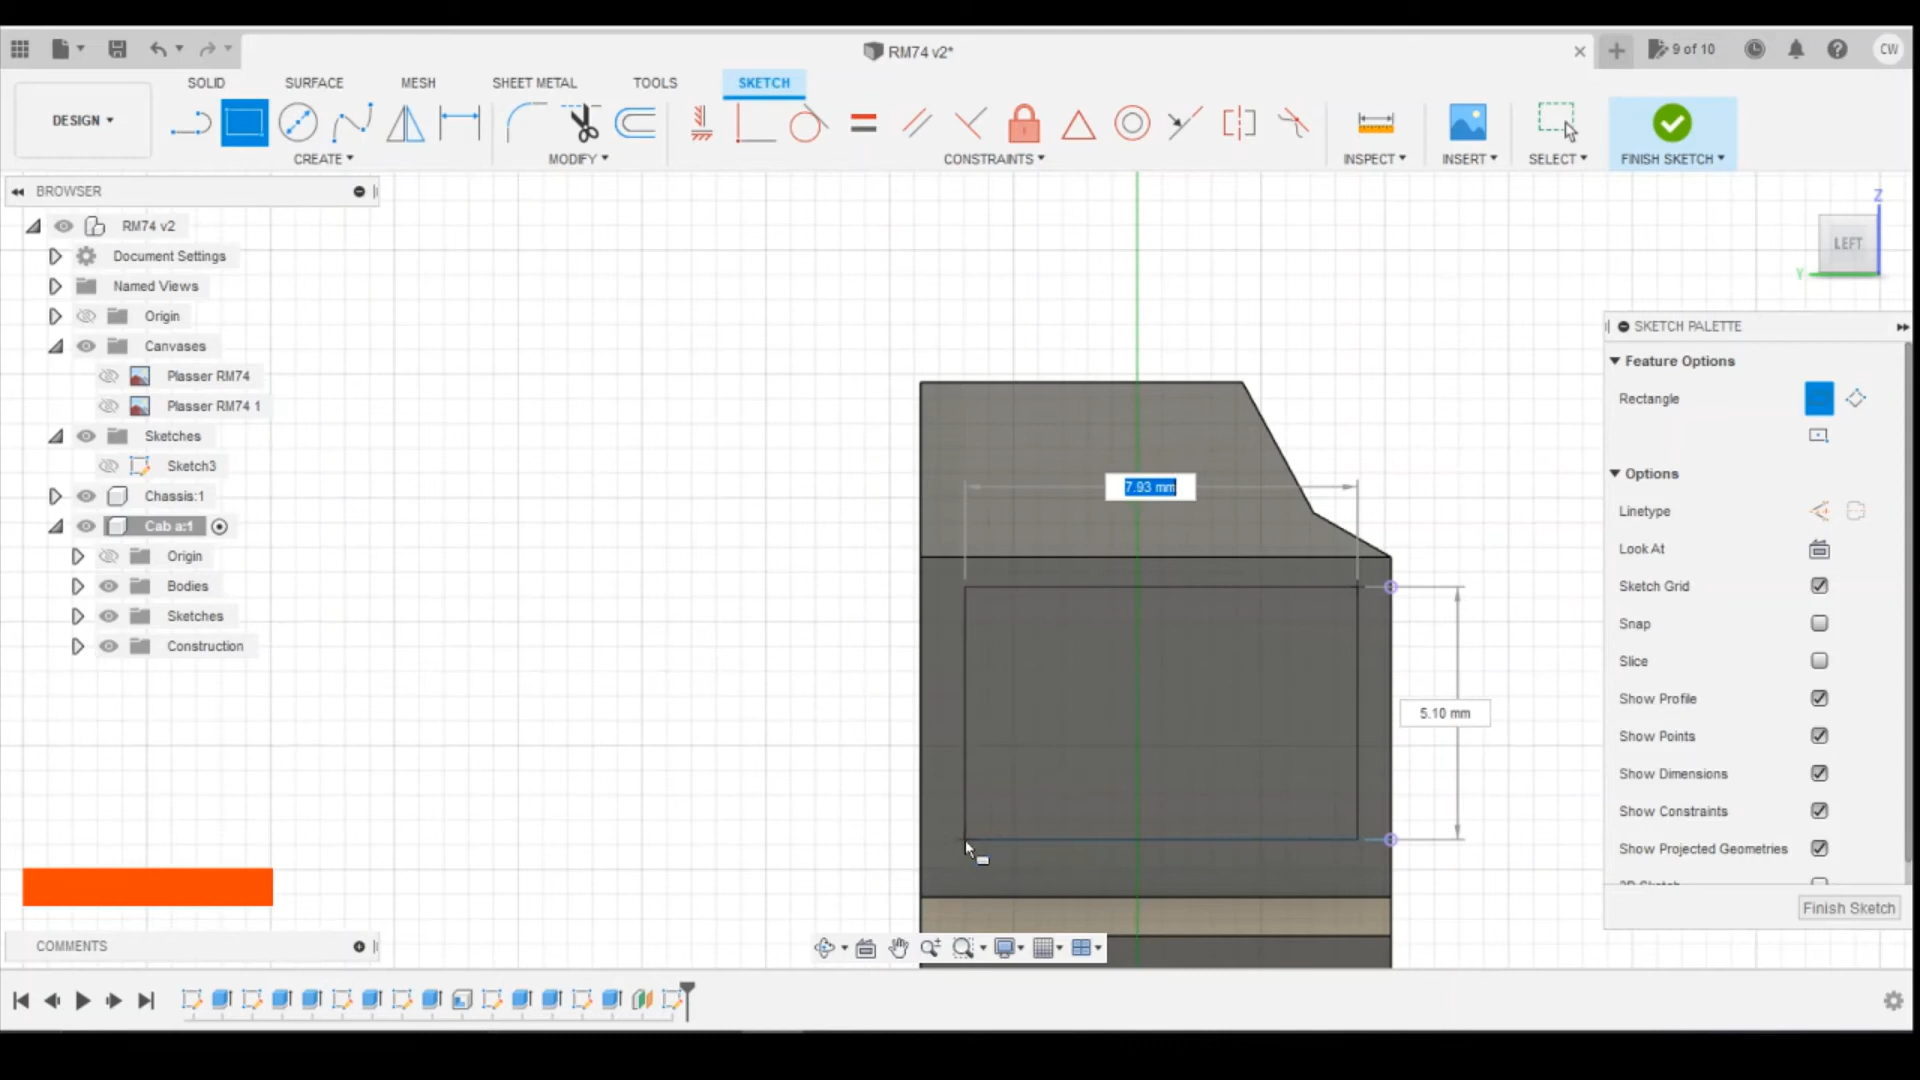 RM74 v2*
9 of 10
CW
SOLID
SURFACE
MESH
SHEET METAL
TOOLS
SKETCH
DESIGN
CREATE
MODIFY
CONSTRAINTS
INSPECT
INSERT
SELECT
FINISH SKETCH
BROWSER
RM74 v2
Document Settings
Named Views
Origin
Canvases
Plasser RM74
Plasser RM74 1
Sketches
Sketch3
Chassis:1
Cab a:1
Origin
Bodies
Sketches
Construction
Z
LEFT
Y
7.93 mm
5.10 mm
SKETCH PALETTE
Feature Options
Rectangle
Options
Linetype
Look At
Sketch Grid
Snap
Slice
Show Profile
Show Points
Show Dimensions
Show Constraints
Show Projected Geometries
Finish Sketch
COMMENTS